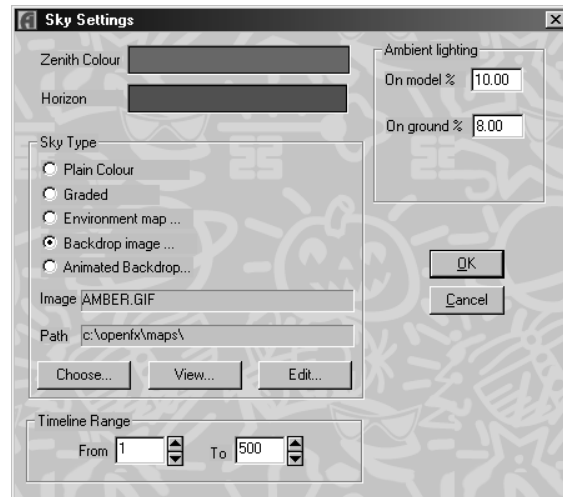 Sky Settings
Zenith Colour
Horizon
Ambient lighting
On model % 10.00
On ground % 8.00
Sky Type
Plain Colour
Graded
Environment map ...
Backdrop image ...
Animated Backdrop...
Image AMBER.GIF
Path c:\openfx\maps\
Choose... View... Edit...
OK
Cancel
Timeline Range
From 1 To 500